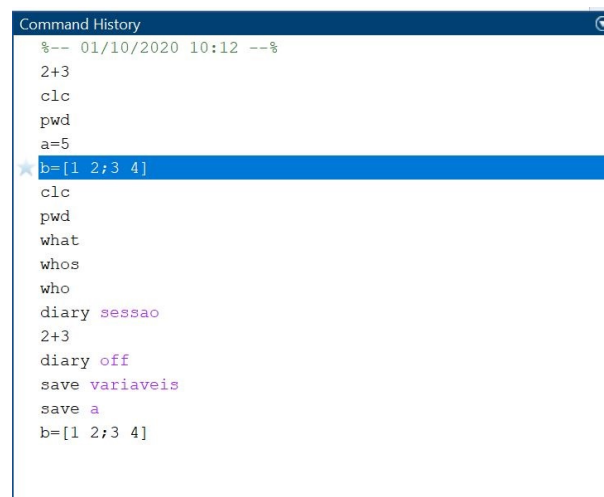 Command History
%-- 01/10/2020 10:12 --%
2+3
clc
pwd
a=5
b=[1 2;3 4]
clc
pwd
what
whos
who
diary sessao
2+3
diary off
save variaveis
save a
b=[1 2;3 4]